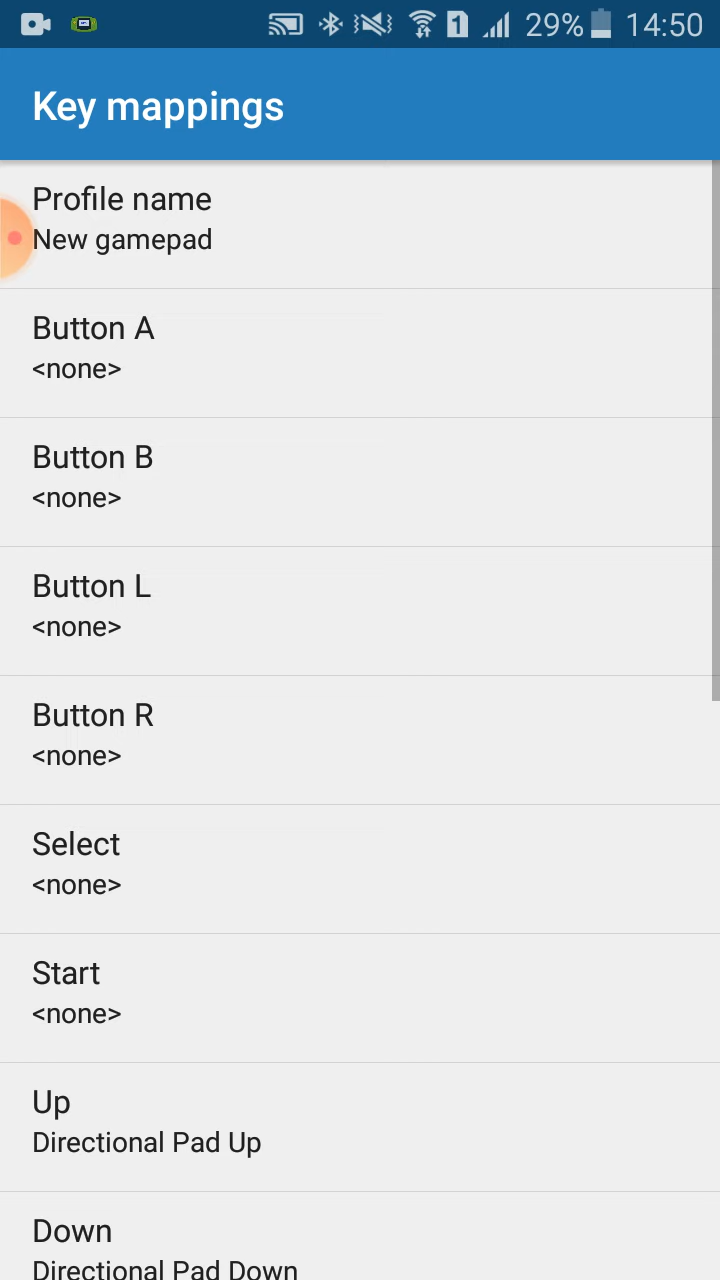 1 29% 14:50
Key mappings
Profile name
New gamepad
Button A
<none>
Button B
<none>
Button L
<none>
Button R
<none>
Select
<none>
Start
<none>
Up
Directional Pad Up
Down
Directional Pad Down